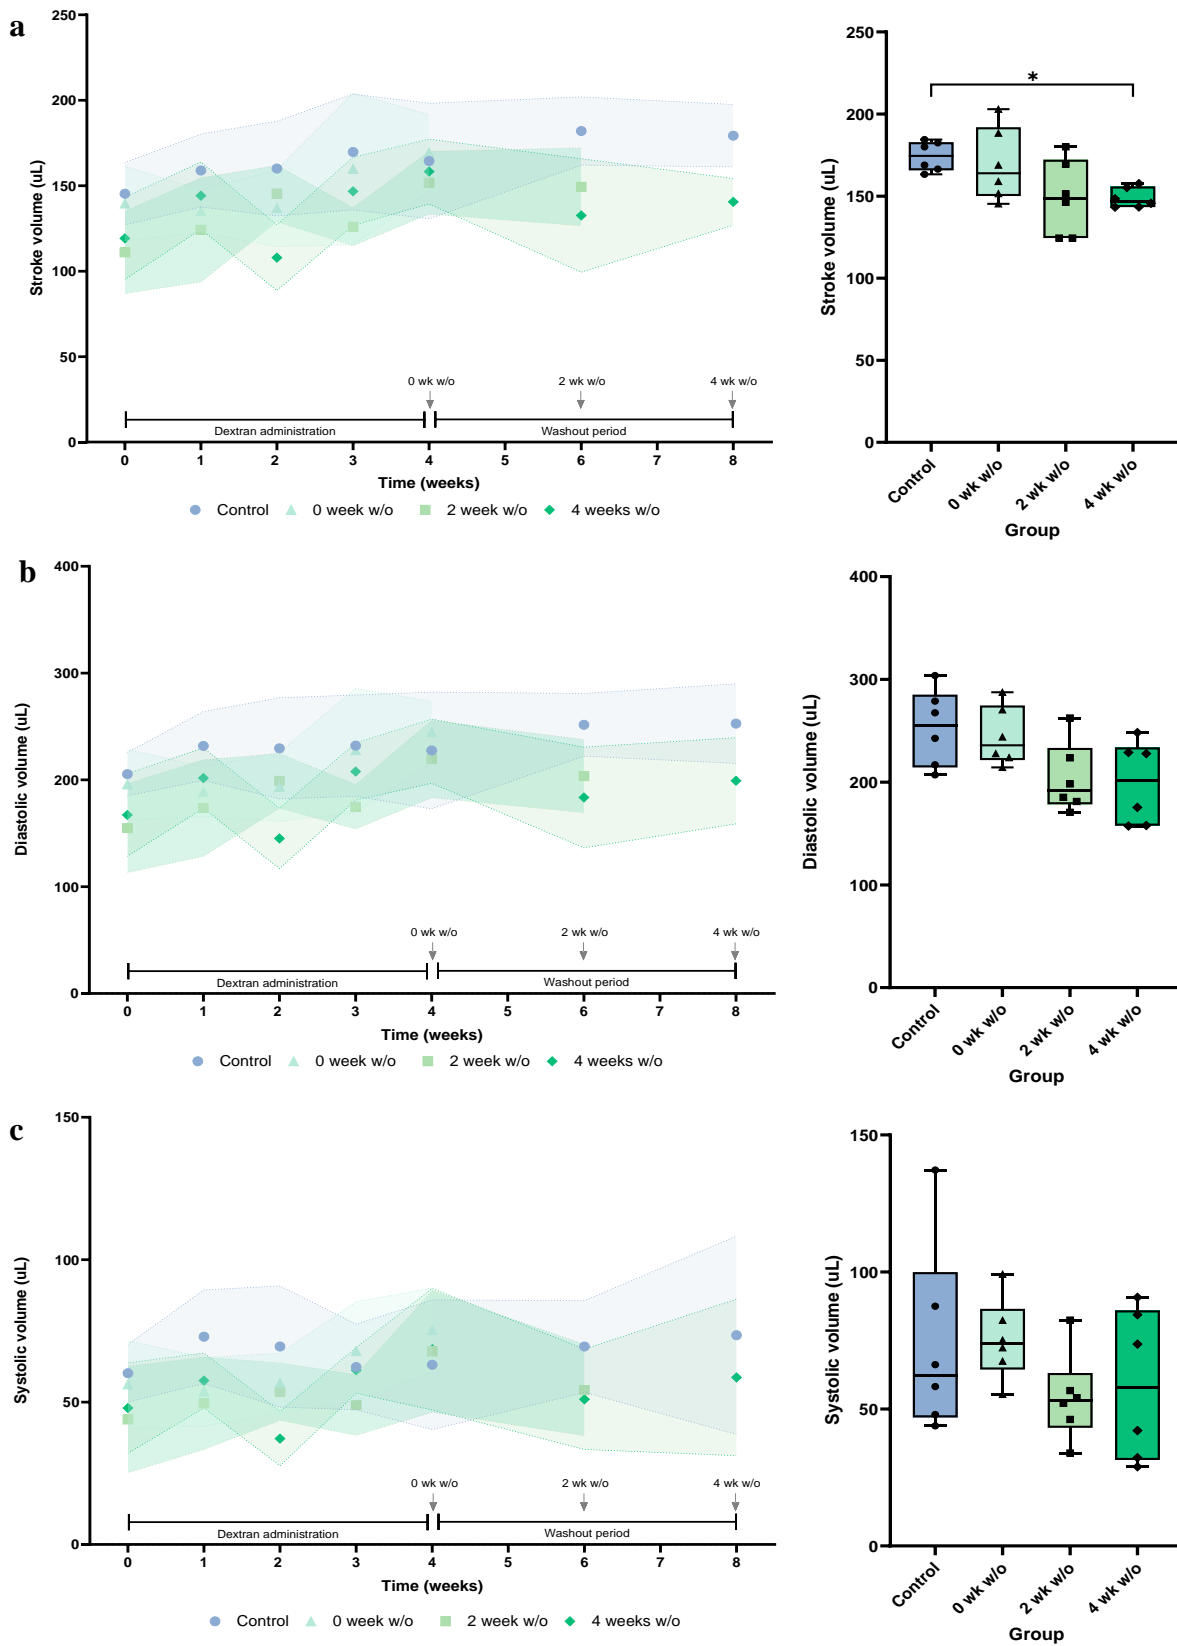 a
250
200
150
100
50
0
Stroke volume (uL)
0 wk w/o
2 wk w/o
4 wk w/o
Dextran administration
Washout period
0 1 2 3 4 5 6 7 8
Time (weeks)
Control 0 week w/o 2 week w/o 4 weeks w/o
250
200
150
100
50
0
Stroke volume (uL)
*
Control
0 wk w/o
2 wk w/o
4 wk w/o
Group
b
400
300
200
100
0
Diastolic volume (uL)
0 wk w/o
2 wk w/o
4 wk w/o
Dextran administration
Washout period
0 1 2 3 4 5 6 7 8
Time (weeks)
Control 0 week w/o 2 week w/o 4 weeks w/o
400
300
200
100
0
Diastolic volume (uL)
Control
0 wk w/o
2 wk w/o
4 wk w/o
Group
c
150
100
50
0
Systolic volume (uL)
0 wk w/o
2 wk w/o
4 wk w/o
Dextran administration
Washout period
0 1 2 3 4 5 6 7 8
Time (weeks)
Control 0 week w/o 2 week w/o 4 weeks w/o
150
100
50
0
Systolic volume (uL)
Control
0 wk w/o
2 wk w/o
4 wk w/o
Group